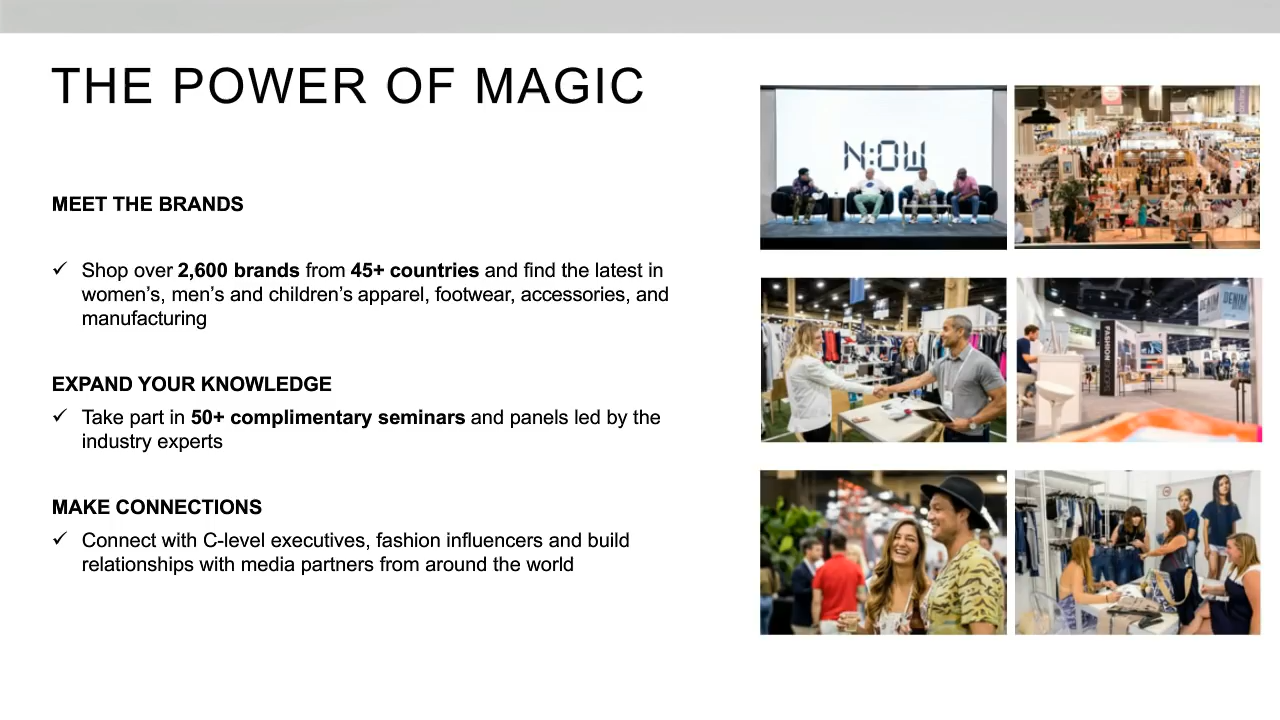 THE POWER OF MAGIC
MEET THE BRANDS
✓ Shop over 2,600 brands from 45+ countries and find the latest in
women’s, men’s and children’s apparel, footwear, accessories, and
manufacturing
EXPAND YOUR KNOWLEDGE
✓ Take part in 50+ complimentary seminars and panels led by the
industry experts
MAKE CONNECTIONS
✓ Connect with C-level executives, fashion influencers and build
relationships with media partners from around the world
N:OW
DENIM
DENIM
FASHION